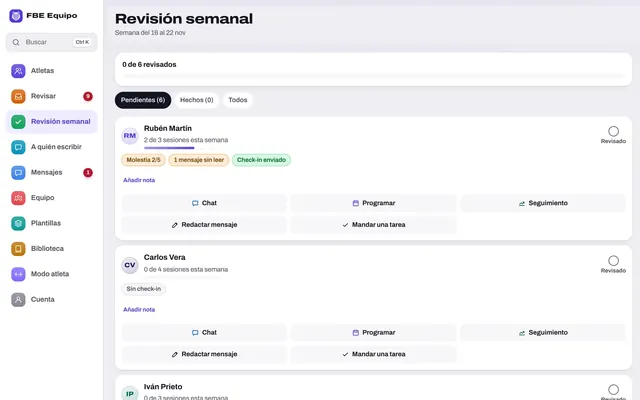 FBE Equipo
Buscar
Ctrl K
Atletas
Revisar
9
Revisión semanal
A quién escribir
Mensajes
1
Equipo
Plantillas
Biblioteca
Modo atleta
Cuenta
Revisión semanal
Semana del 16 al 22 nov
0 de 6 revisados
Pendientes (6)
Hechos (0)
Todos
RM
Rubén Martín
2 de 3 sesiones esta semana
Revisado
Molestia 2/5
1 mensaje sin leer
Check-in enviado
Añadir nota
Chat
Programar
Seguimiento
Redactar mensaje
Mandar una tarea
CV
Carlos Vera
0 de 4 sesiones esta semana
Revisado
Sin check-in
Añadir nota
Chat
Programar
Seguimiento
Redactar mensaje
Mandar una tarea
IP
Iván Prieto
0 de 3 sesiones esta semana
Revisado